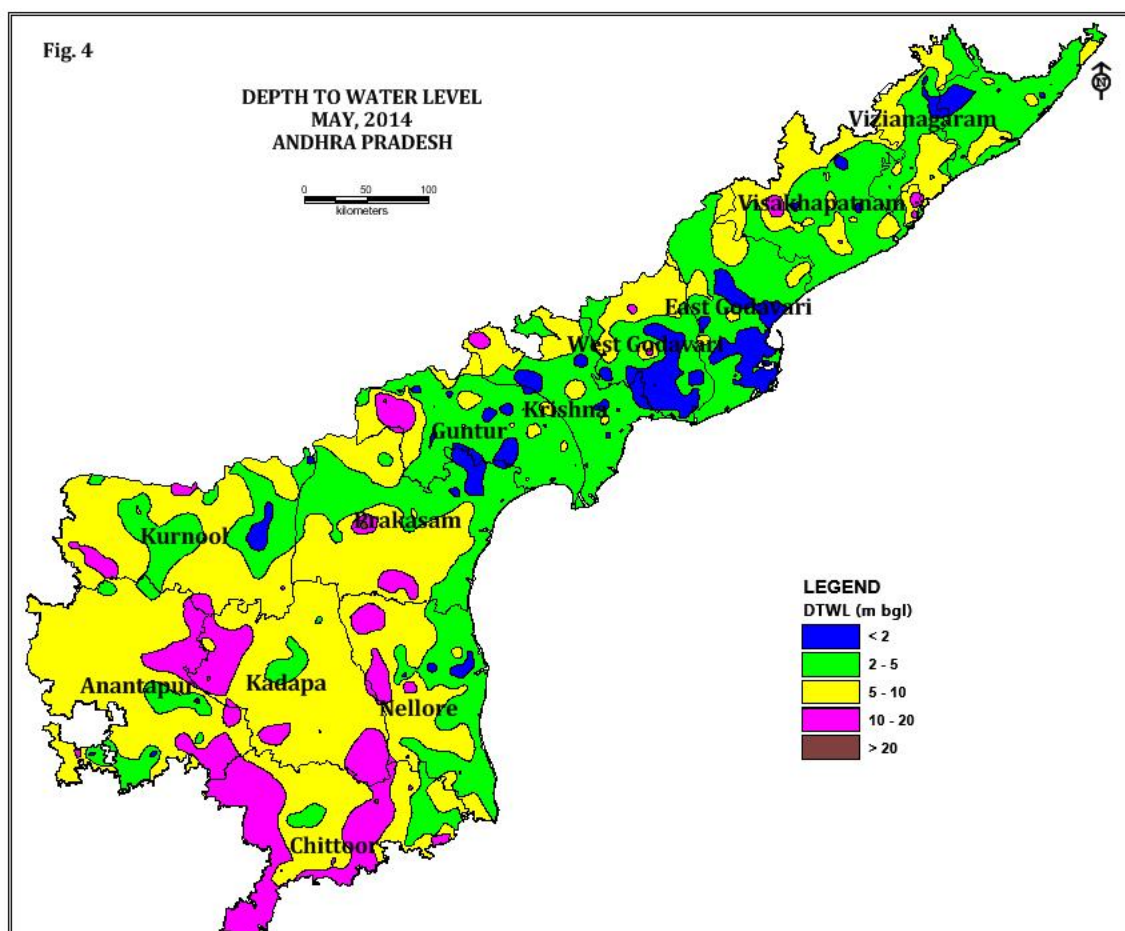 Fig. 4
DEPTH TO WATER LEVEL
MAY, 2014
ANDHRA PRADESH
0 50 100
kilometers
N
Vizianagaram
Visakhapatnam
East Godavari
West Godavari
Krishna
Guntur
Prakasam
Kurnool
Anantapur
Kadapa
Nellore
Chittoor
LEGEND
DTWL (m bgl)
< 2
2 - 5
5 - 10
10 - 20
> 20